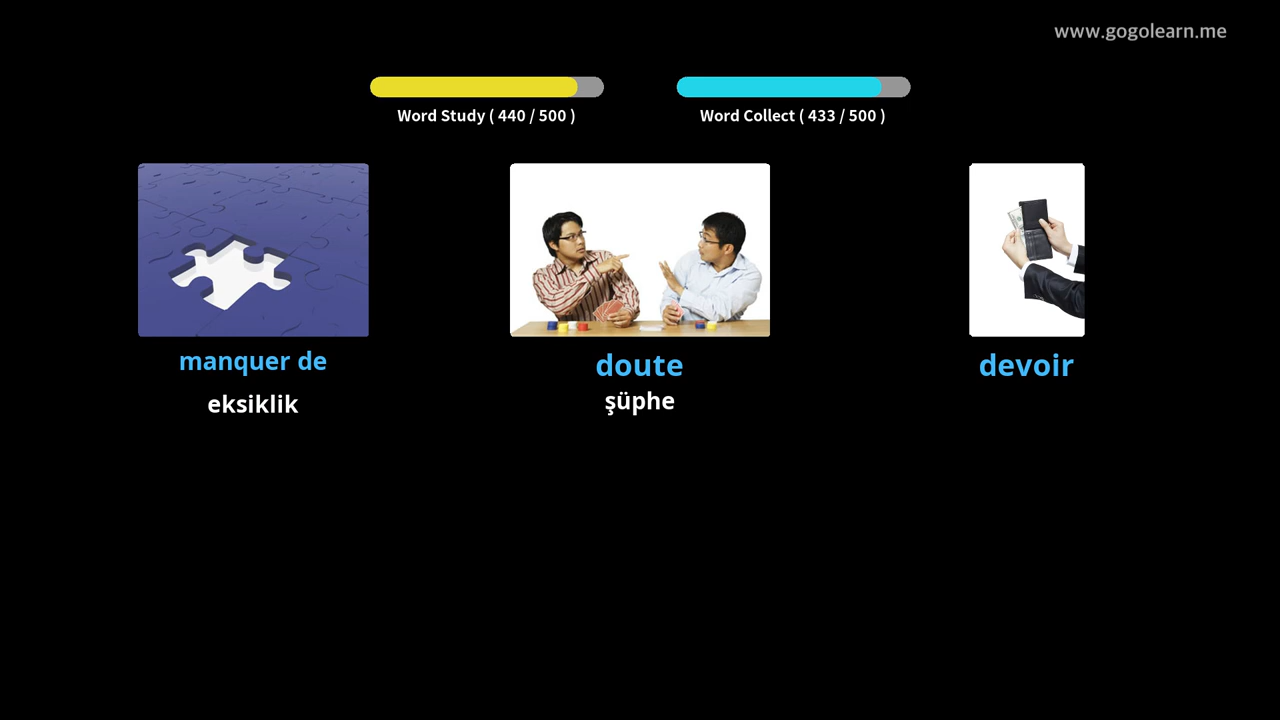 www.gogolearn.me
Word Study ( 440 / 500 )
Word Collect ( 433 / 500 )
manquer de
eksiklik
doute
şüphe
devoir